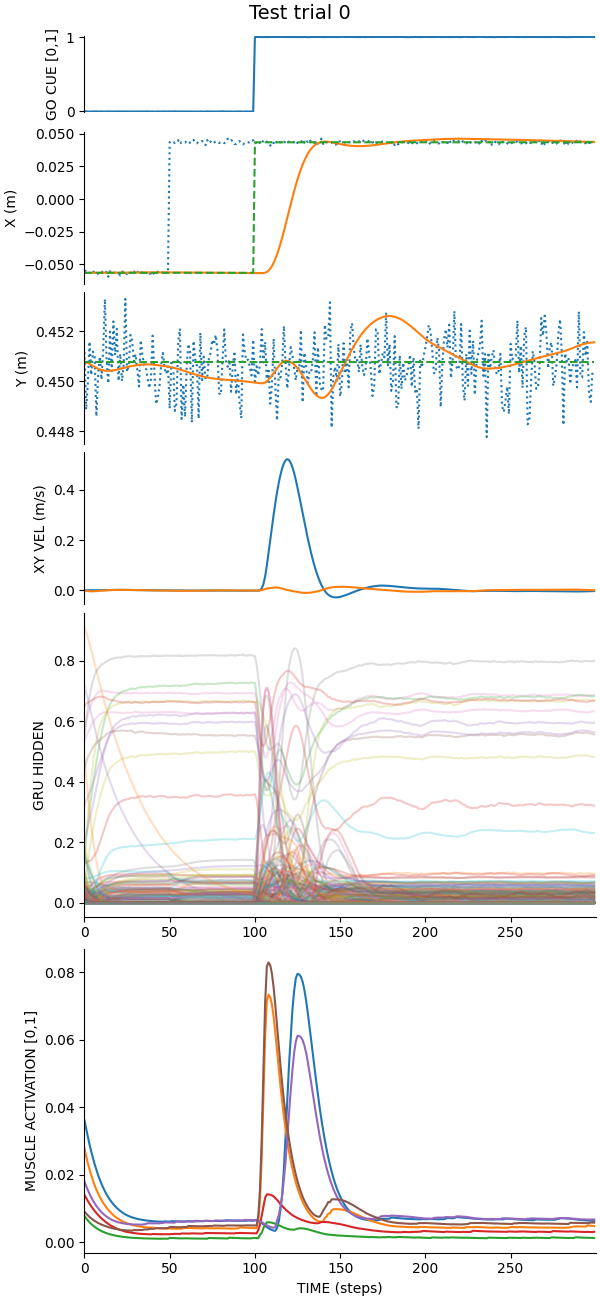 Test trial 0
GO CUE [0,1]
1
0
X (m)
0.050
0.025
0.000
−0.025
−0.050
Y (m)
0.452
0.450
0.448
XY VEL (m/s)
0.4
0.2
0.0
GRU HIDDEN
0.8
0.6
0.4
0.2
0.0
0 50 100 150 200 250
MUSCLE ACTIVATION [0,1]
0.08
0.06
0.04
0.02
0.00
0 50 100 150 200 250
TIME (steps)